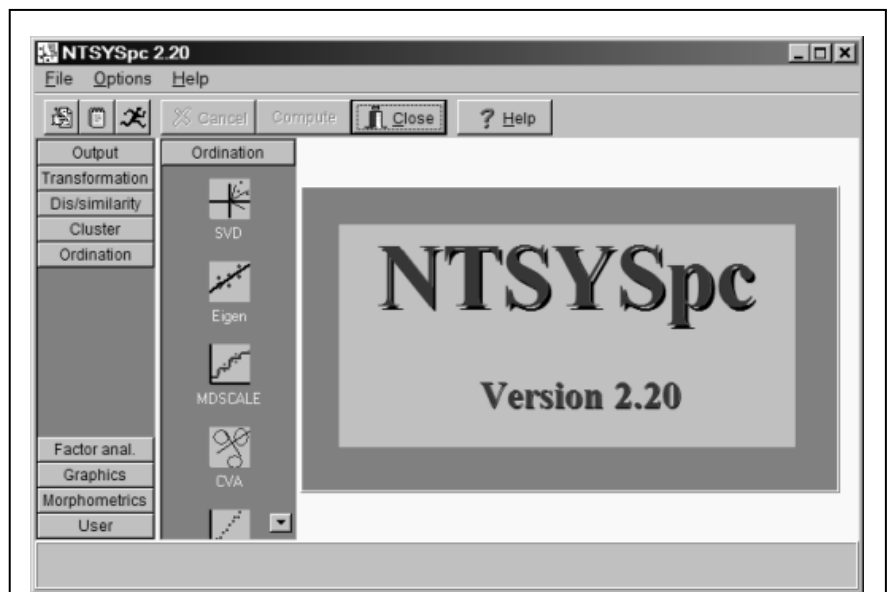 NTSYSpc 2.20
File Options Help
Cancel Compute Close ? Help
Output
Transformation
Dis/similarity
Cluster
Ordination
Factor anal.
Graphics
Morphometrics
User
Ordination
SVD
Eigen
MDSCALE
CVA
NTSYSpc
Version 2.20